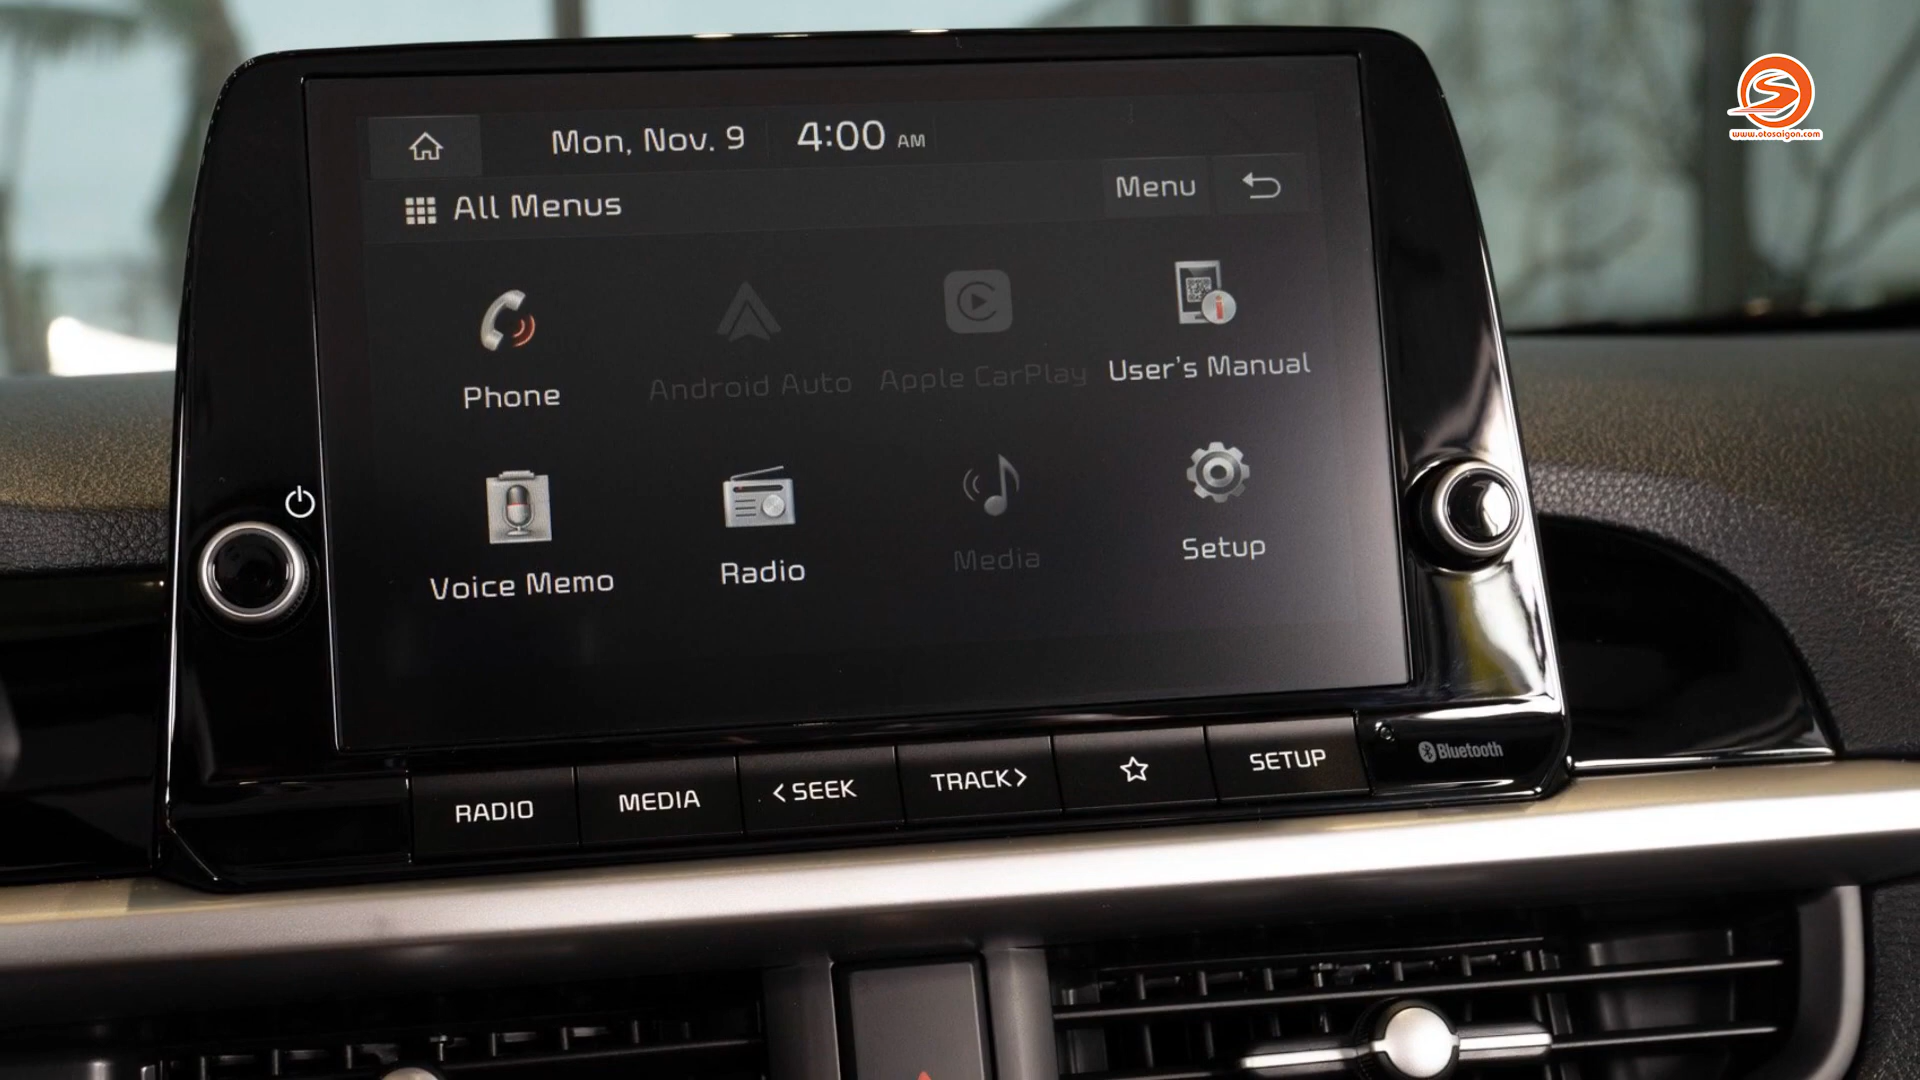 www.otosaigon.com
Mon, Nov. 9 4:00 AM
All Menus
Menu
Phone
Android Auto
Apple CarPlay
User's Manual
Voice Memo
Radio
Media
Setup
RADIO
MEDIA
< SEEK
TRACK >
SETUP
Bluetooth